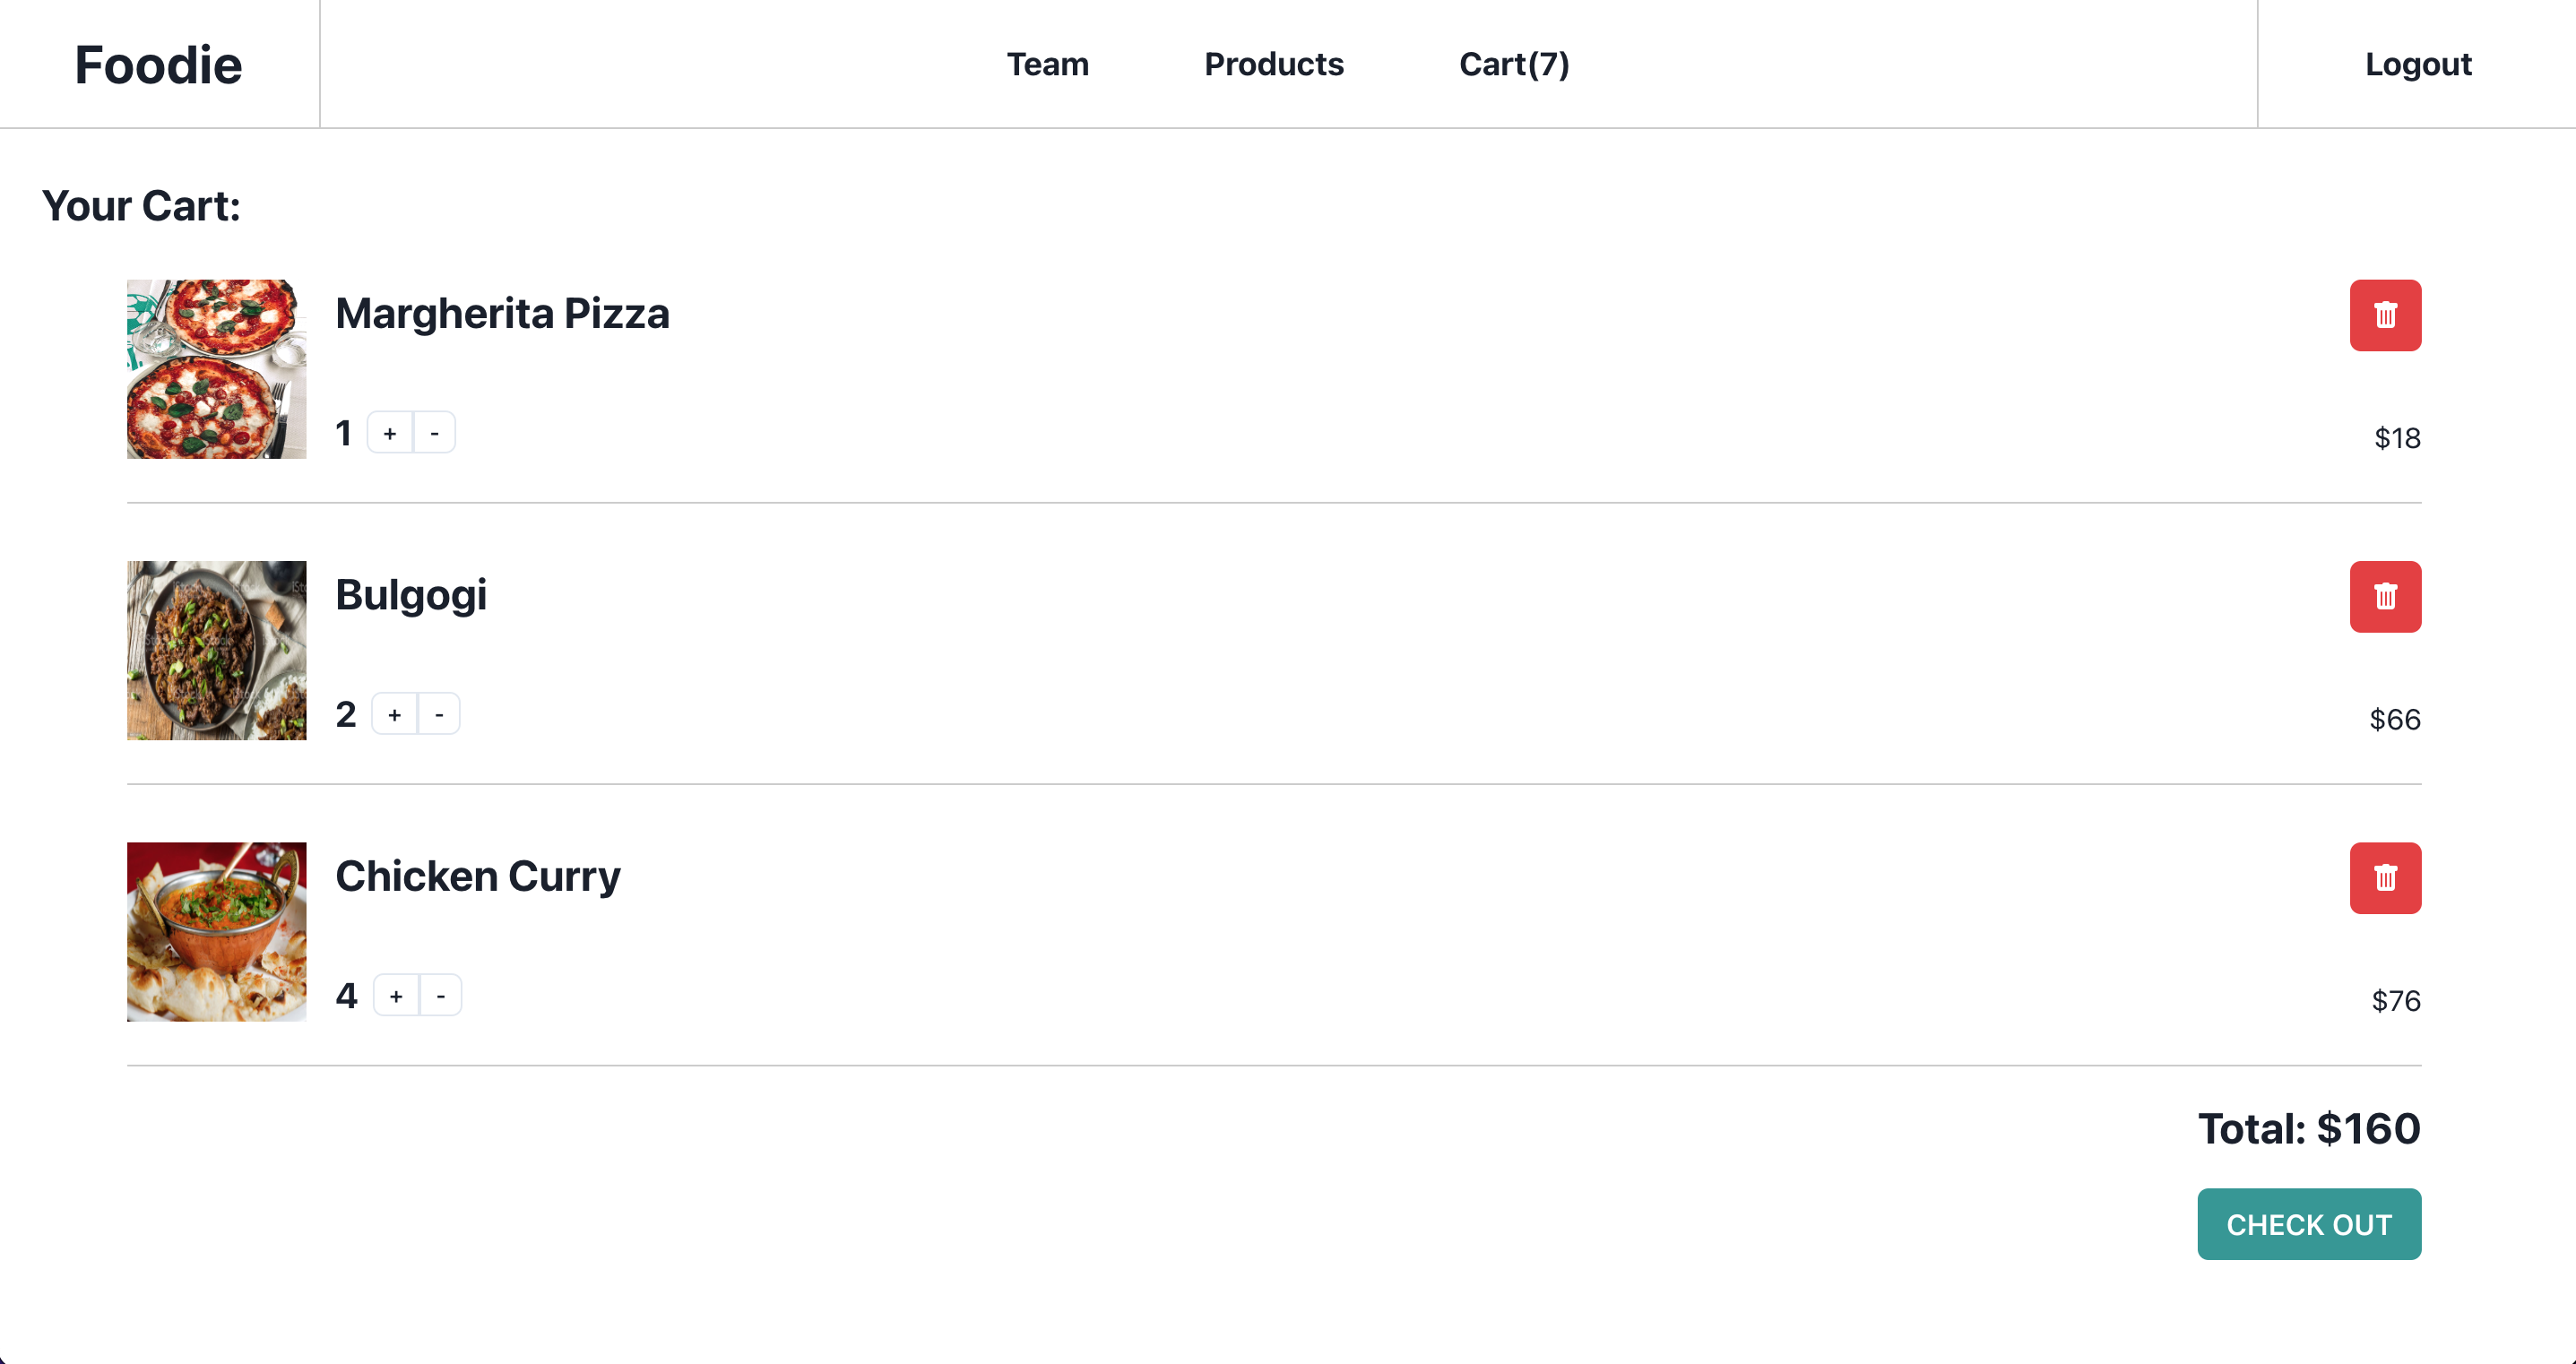 Foodie
Team Products Cart(7)
Logout
Your Cart:
Margherita Pizza
1 + -
$18
Bulgogi
2 + -
$66
Chicken Curry
4 + -
$76
Total: $160
CHECK OUT